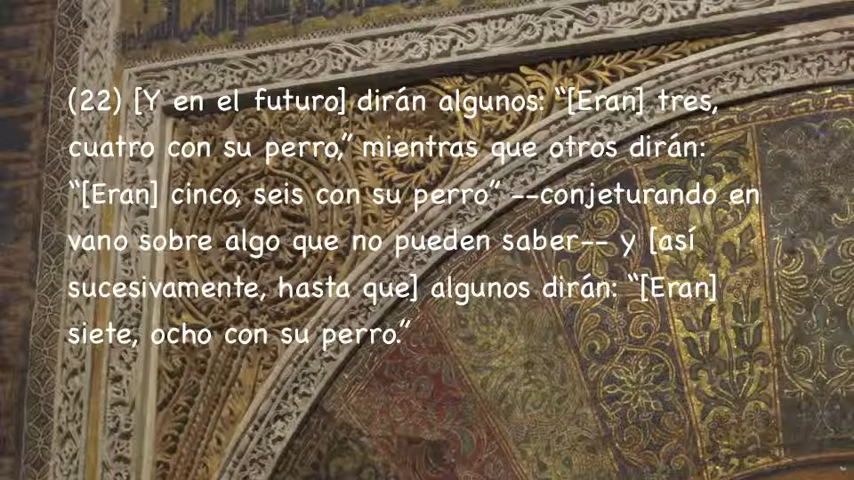 (22) [Y en el futuro] dirán algunos: “[Eran] tres,
cuatro con su perro,” mientras que otros dirán:
“[Eran] cinco, seis con su perro” --conjeturando en
vano sobre algo que no pueden saber-- y [así
sucesivamente, hasta que] algunos dirán: “[Eran]
siete, ocho con su perro.”